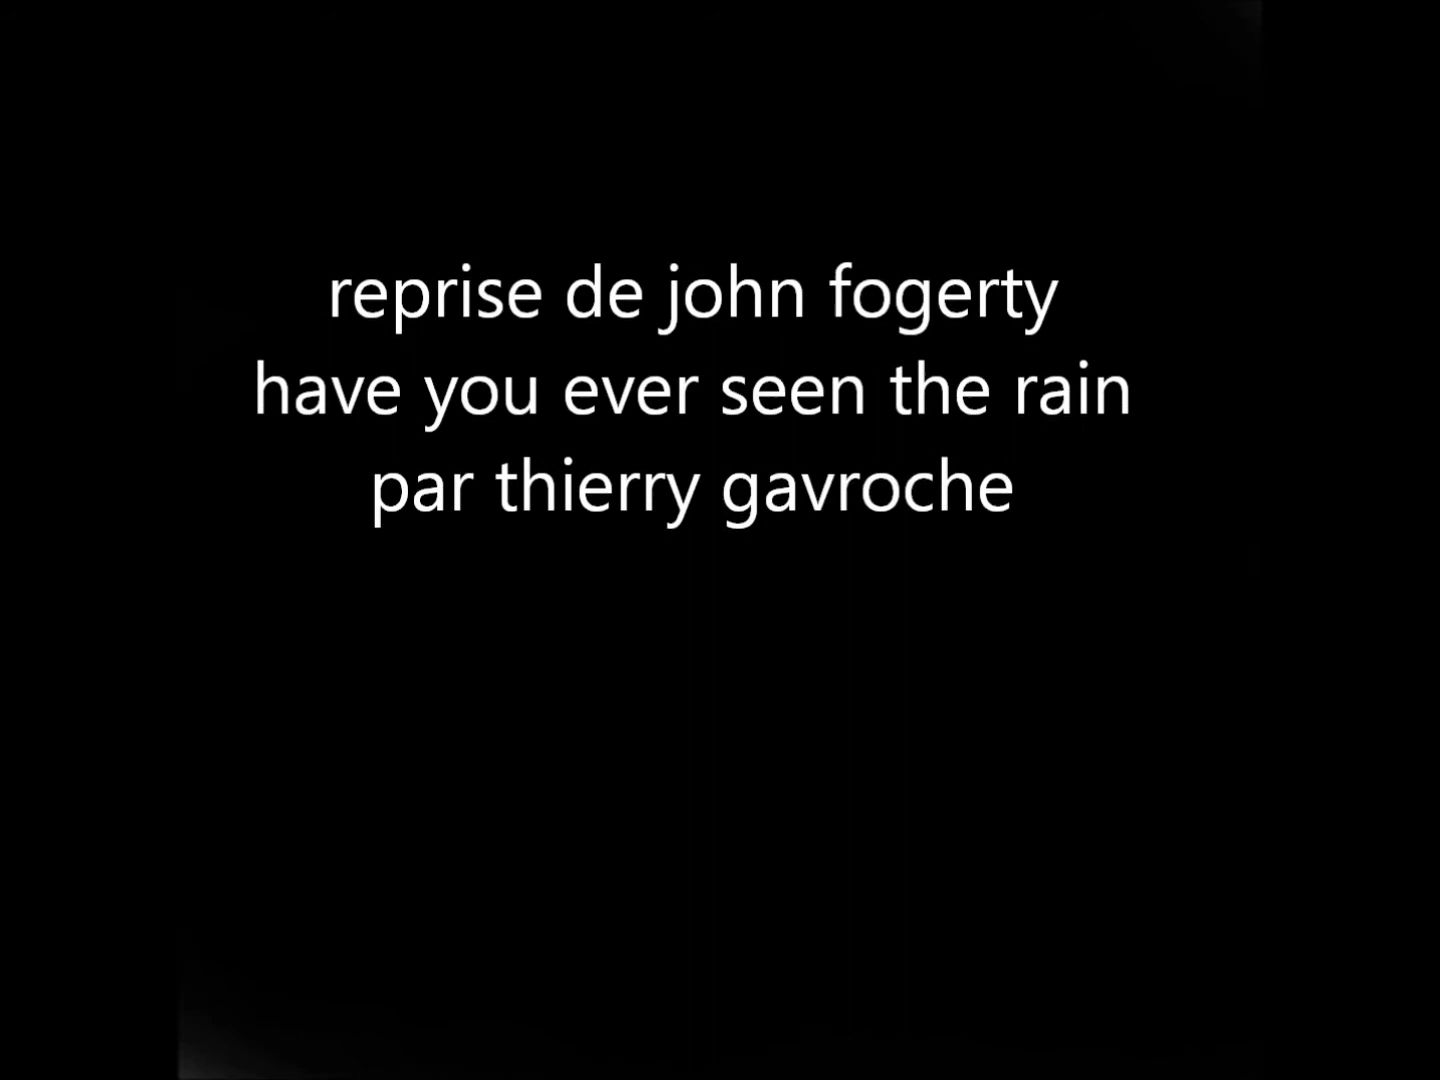 reprise de john fogerty
have you ever seen the rain
par thierry gavroche